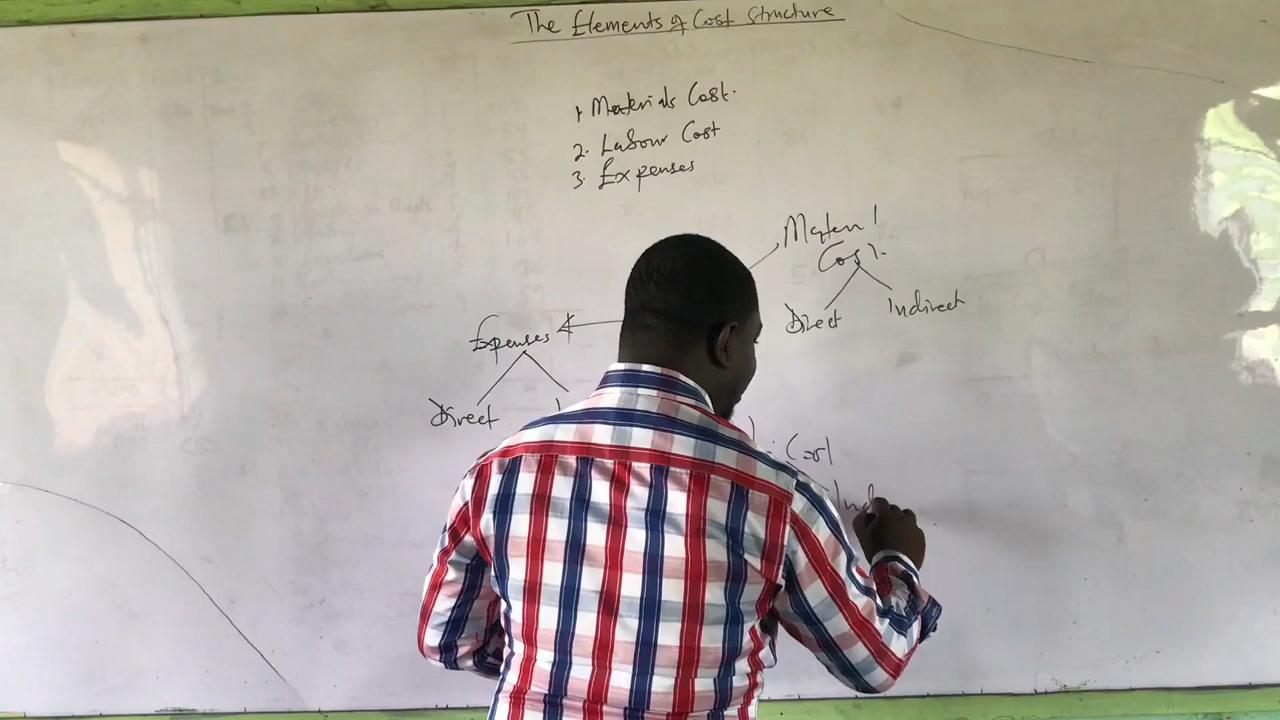 The Elements of Cost Structure
1. Materials Cost.
2. Labour Cost
3. Expenses
Material
Cost.
Direct Indirect
Expenses
Direct
Cost
Ind